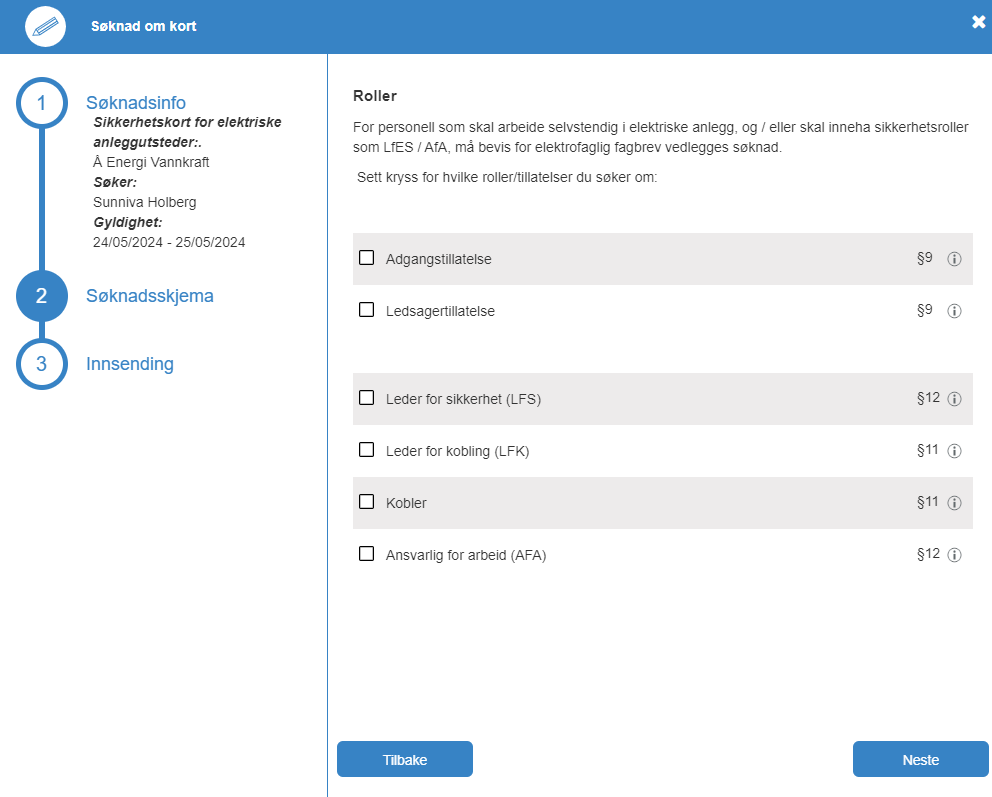 Søknad om kort
1
Søknadsinfo
Sikkerhetskort for elektriske
anleggutsteder:.
Å Energi Vannkraft
Søker:
Sunniva Holberg
Gyldighet:
24/05/2024 - 25/05/2024
2
Søknadsskjema
3
Innsending
Roller
For personell som skal arbeide selvstendig i elektriske anlegg, og / eller skal inneha sikkerhetsroller
som LfES / AfA, må bevis for elektrofaglig fagbrev vedlegges søknad.
Sett kryss for hvilke roller/tillatelser du søker om:
Adgangstillatelse §9
Ledsagertillatelse §9
Leder for sikkerhet (LFS) §12
Leder for kobling (LFK) §11
Kobler §11
Ansvarlig for arbeid (AFA) §12
Tilbake
Neste